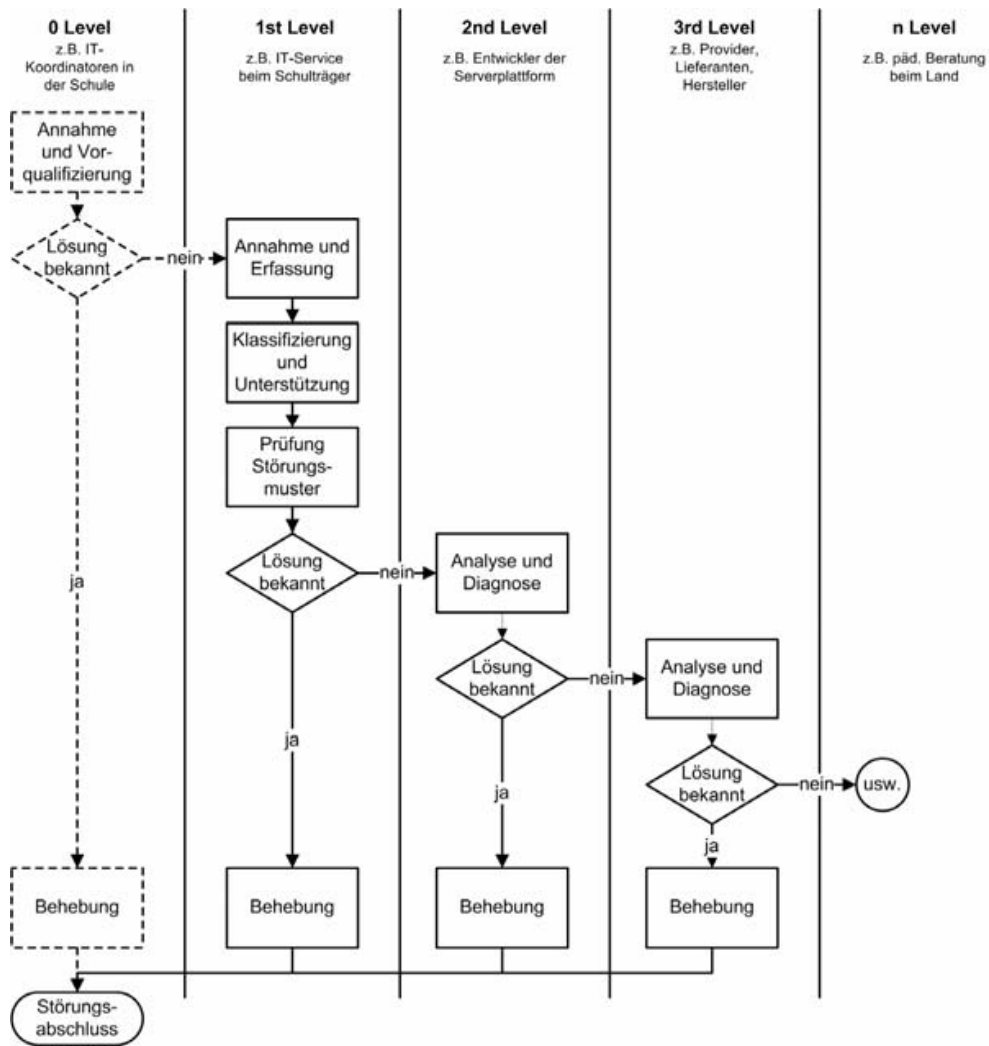 0 Level
z.B. IT-
Koordinatoren in
der Schule
1st Level
z.B. IT-Service
beim Schulträger
2nd Level
z.B. Entwickler der
Serverplattform
3rd Level
z.B. Provider,
Lieferanten,
Hersteller
n Level
z.B. päd. Beratung
beim Land
Annahme
und Vor-
qualifizierung
Lösung
bekannt
nein
Annahme und
Erfassung
Klassifizierung
und
Unterstützung
Prüfung
Störungs-
muster
Lösung
bekannt
nein
Analyse und
Diagnose
ja
Lösung
bekannt
nein
Analyse und
Diagnose
ja
Lösung
bekannt
nein
usw.
ja
ja
Behebung
Behebung
Behebung
Behebung
Störungs-
abschluss